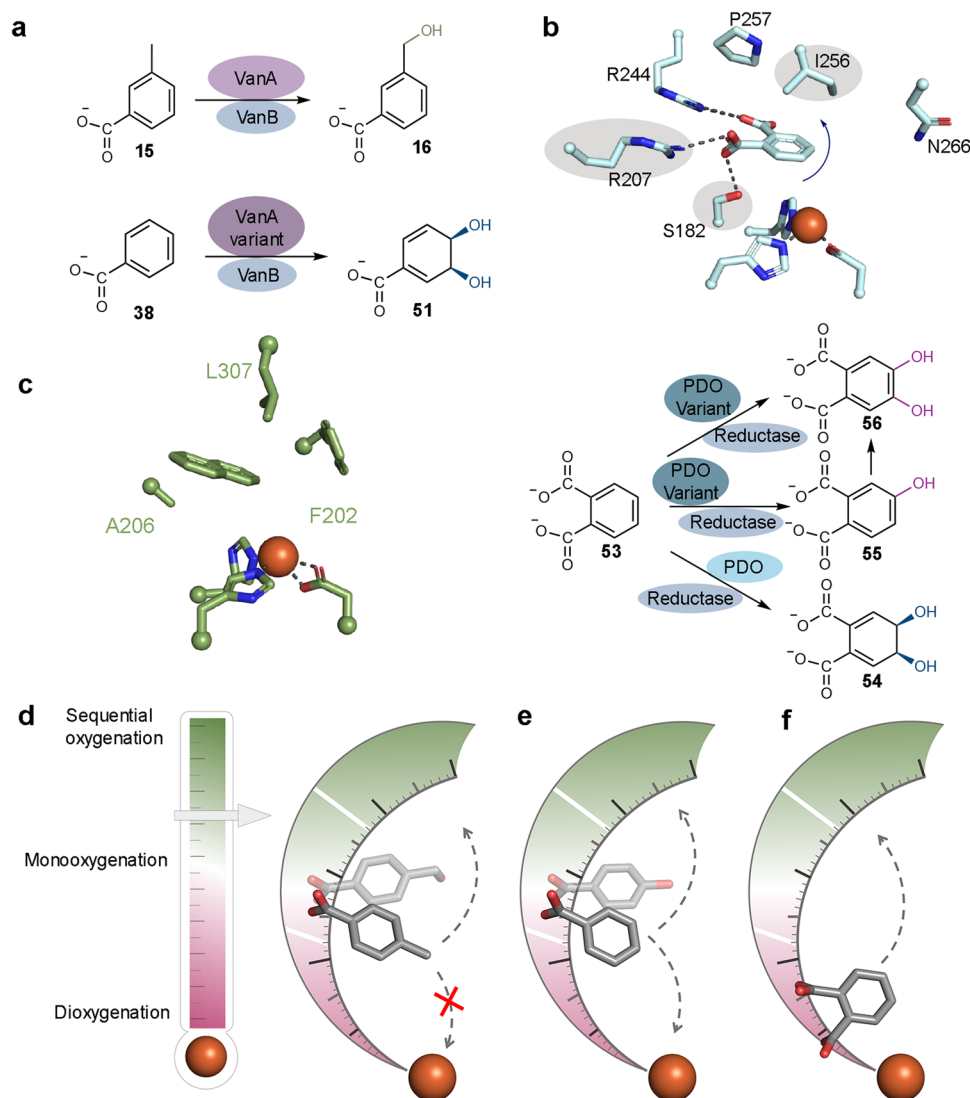 a
OH
VanA
VanB
−
O
C
O
15
−
O
C
O
16
VanA
variant
VanB
−
O
C
O
38
OH
OH
−
O
C
O
51
b
P257
R244
I256
N266
R207
S182
c
L307
A206
F202
O
C
−
O
−
O
C
O
53
PDO
Variant
Reductase
PDO
Variant
Reductase
PDO
Reductase
O
C
−
O
OH
OH
−
O
C
O
56
O
C
−
O
OH
−
O
C
O
55
O
C
−
O
OH
OH
−
O
C
O
54
d
Sequential
oxygenation
Monooxygenation
Dioxygenation
e
f